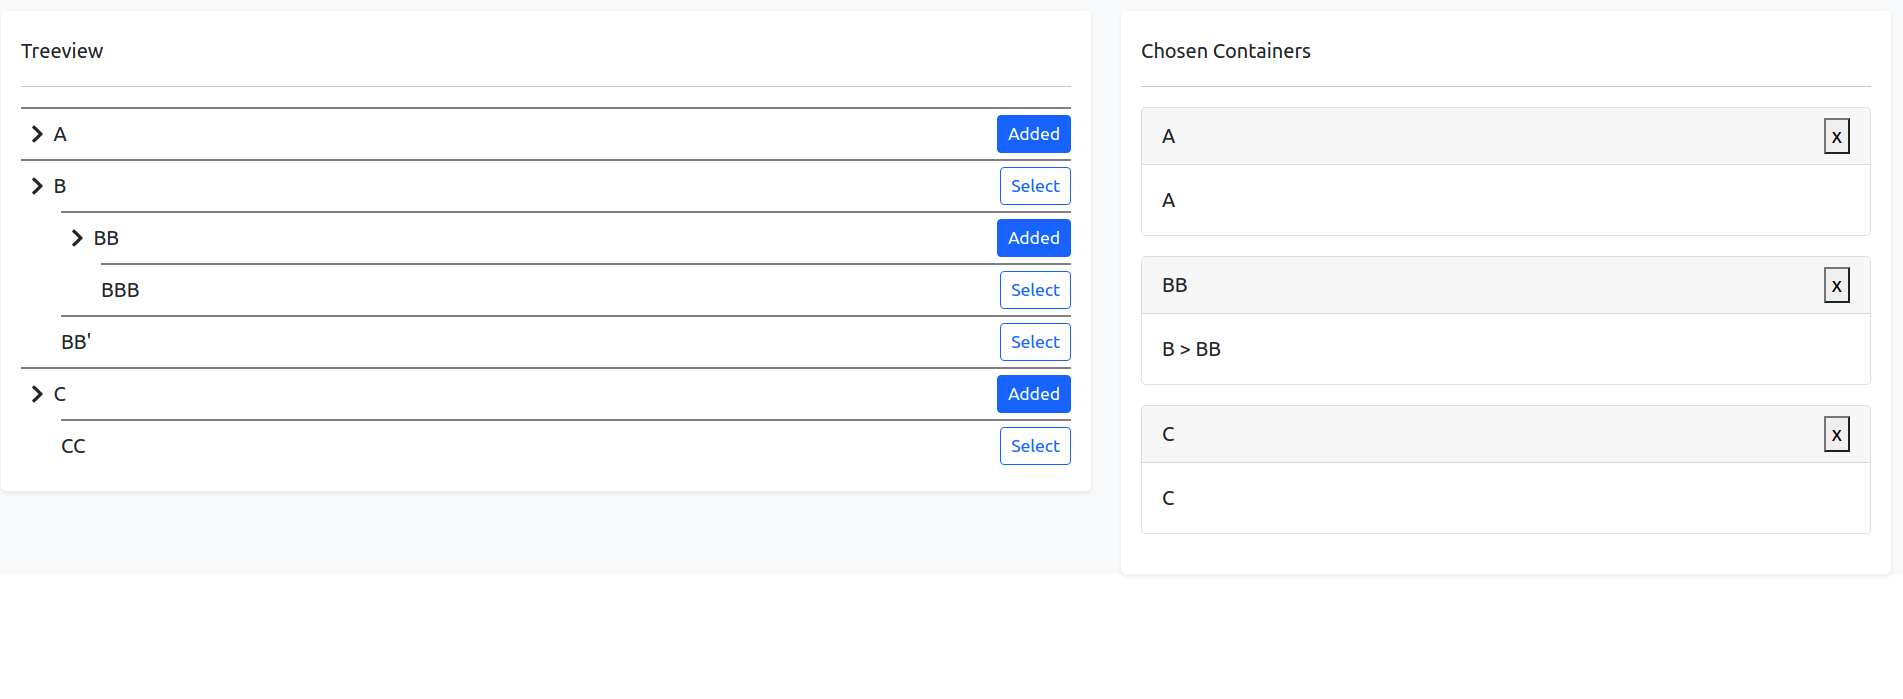 Treeview
A Added
B Select
BB Added
BBB Select
BB' Select
C Added
CC Select
Chosen Containers
A x
A
BB x
B > BB
C x
C